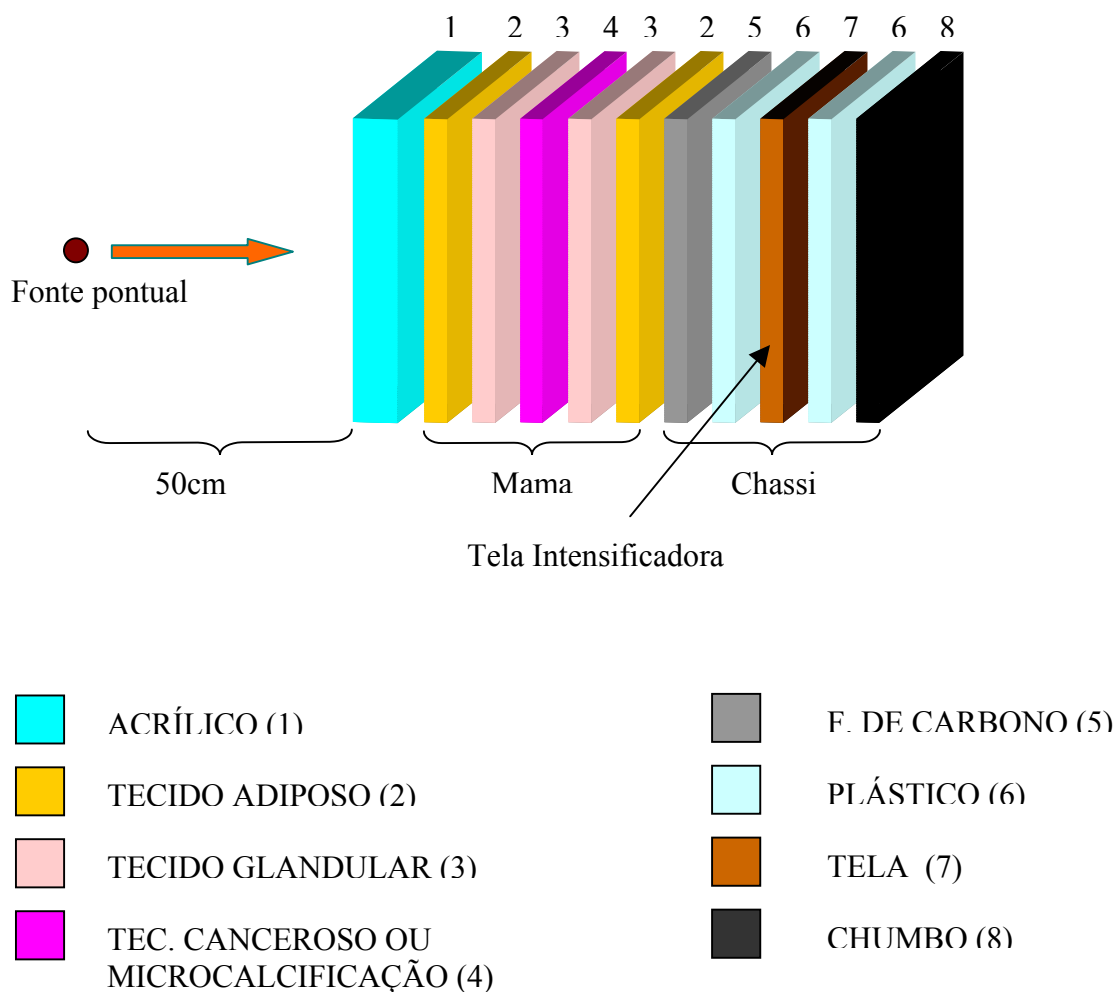 1 2 3 4 3 2 5 6 7 6 8
Fonte pontual
50cm
Mama
Chassi
Tela Intensificadora
ACRÍLICO (1)
TECIDO ADIPOSO (2)
TECIDO GLANDULAR (3)
TEC. CANCEROSO OU
MICROCALCIFICAÇÃO (4)
F. DE CARBONO (5)
PLÁSTICO (6)
TELA (7)
CHUMBO (8)